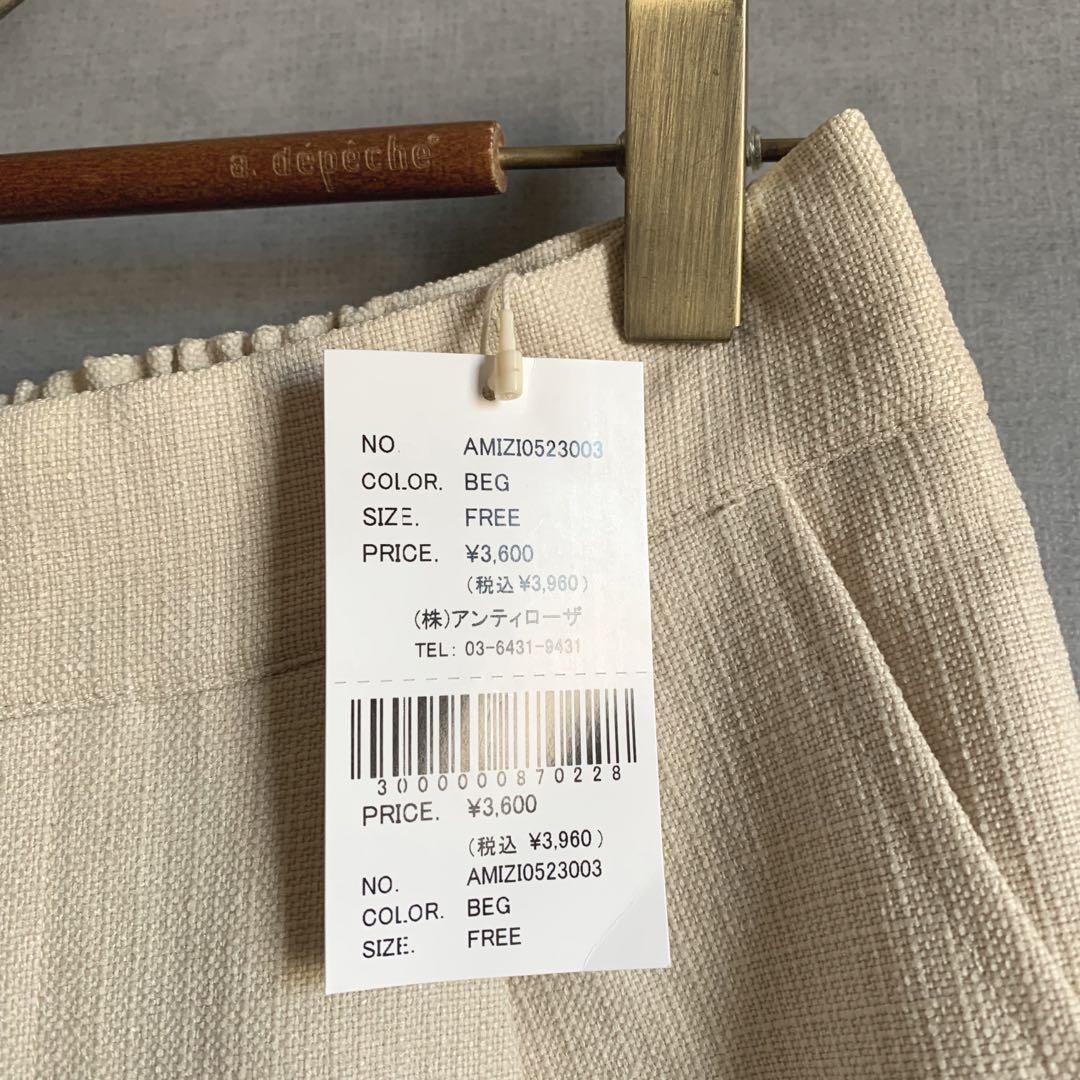 a. dépêche
NO. AMIZI0523003
COLOR. BEG
SIZE. FREE
PRICE. ¥3,600
(税込 ¥3,960)
(株)アンティローザ
TEL: 03-6431-9431
3000000870228
PRICE. ¥3,600
(税込 ¥3,960)
NO. AMIZI0523003
COLOR. BEG
SIZE. FREE